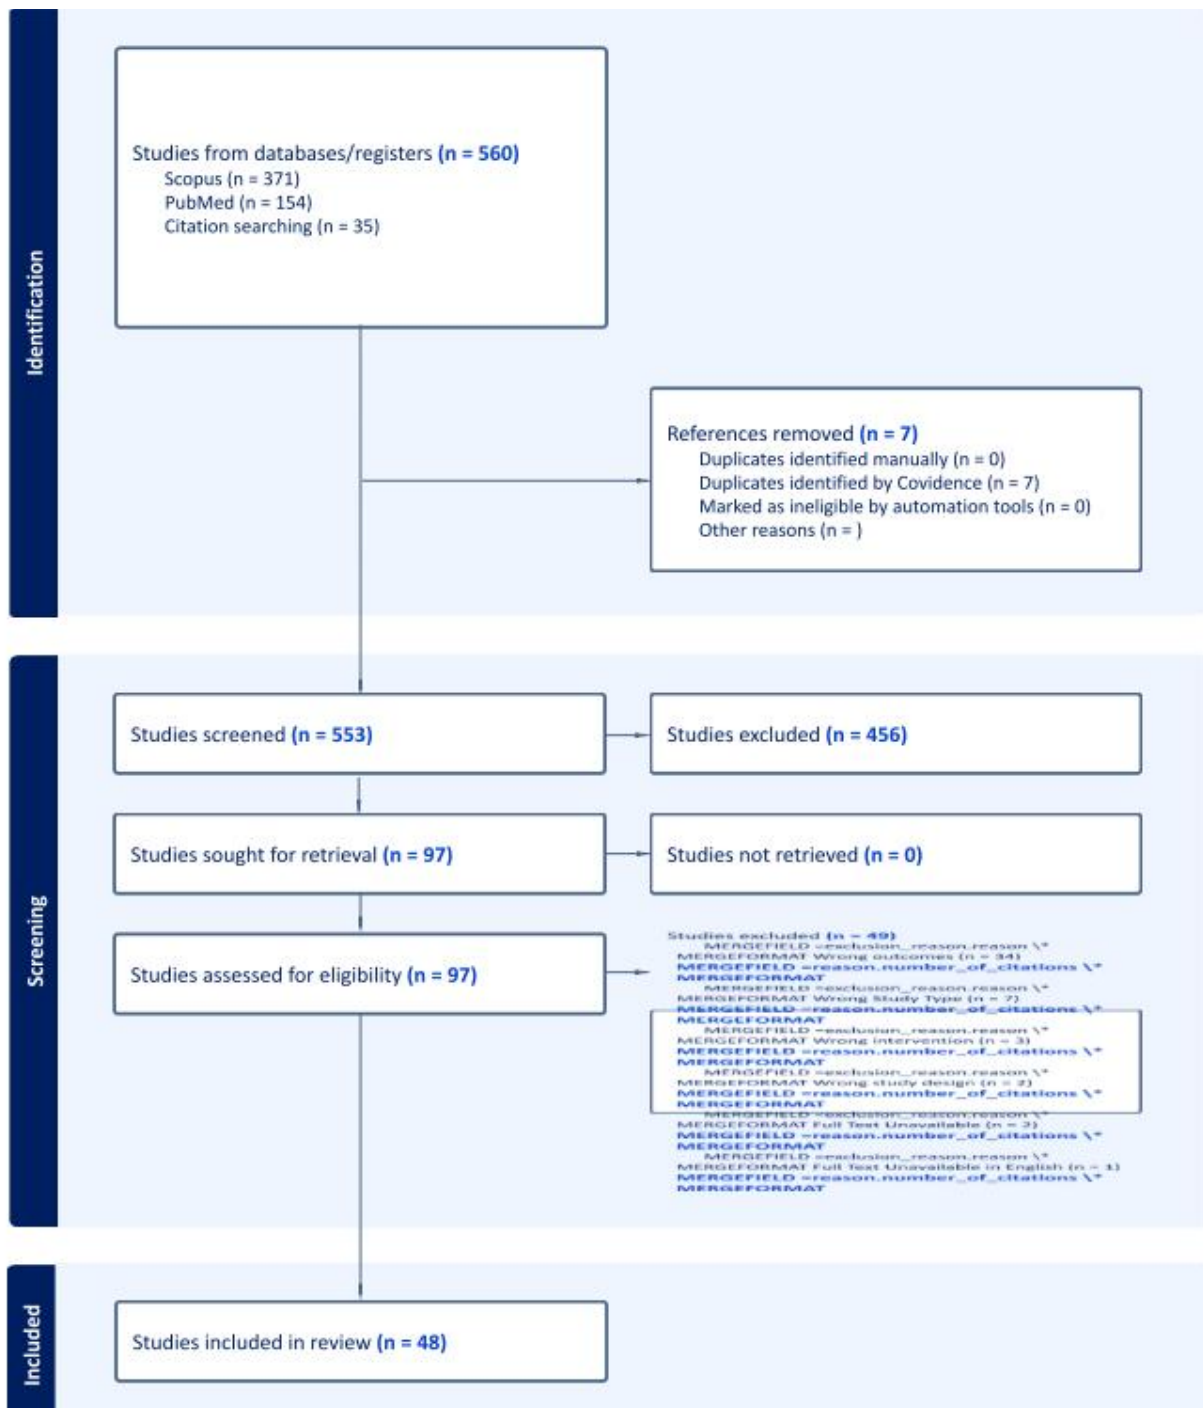 Identification
Studies from databases/registers (n = 560)
Scopus (n = 371)
PubMed (n = 154)
Citation searching (n = 35)
References removed (n = 7)
Duplicates identified manually (n = 0)
Duplicates identified by Covidence (n = 7)
Marked as ineligible by automation tools (n = 0)
Other reasons (n = )
Screening
Studies screened (n = 553)
Studies excluded (n = 456)
Studies sought for retrieval (n = 97)
Studies not retrieved (n = 0)
Studies assessed for eligibility (n = 97)
Studies excluded (n = 49)
MERGEFIELD =exclusion_reason.reason \*
MERGEFORMAT Wrong outcomes (n = 34)
MERGEFIELD =reason.number_of_citations \*
MERGEFORMAT
MERGEFIELD =exclusion_reason.reason \*
MERGEFORMAT Wrong Study Type (n = 7)
MERGEFIELD =reason.number_of_citations \*
MERGEFORMAT
MERGEFIELD =exclusion_reason.reason \*
MERGEFORMAT Wrong intervention (n = 3)
MERGEFIELD =reason.number_of_citations \*
MERGEFORMAT
MERGEFIELD =exclusion_reason.reason \*
MERGEFORMAT Wrong study design (n = 2)
MERGEFIELD =reason.number_of_citations \*
MERGEFORMAT
MERGEFIELD =exclusion_reason.reason \*
MERGEFORMAT Full Text Unavailable (n = 2)
MERGEFIELD =reason.number_of_citations \*
MERGEFORMAT
MERGEFIELD =exclusion_reason.reason \*
MERGEFORMAT Full Text Unavailable in English (n = 1)
MERGEFIELD =reason.number_of_citations \*
MERGEFORMAT
Included
Studies included in review (n = 48)